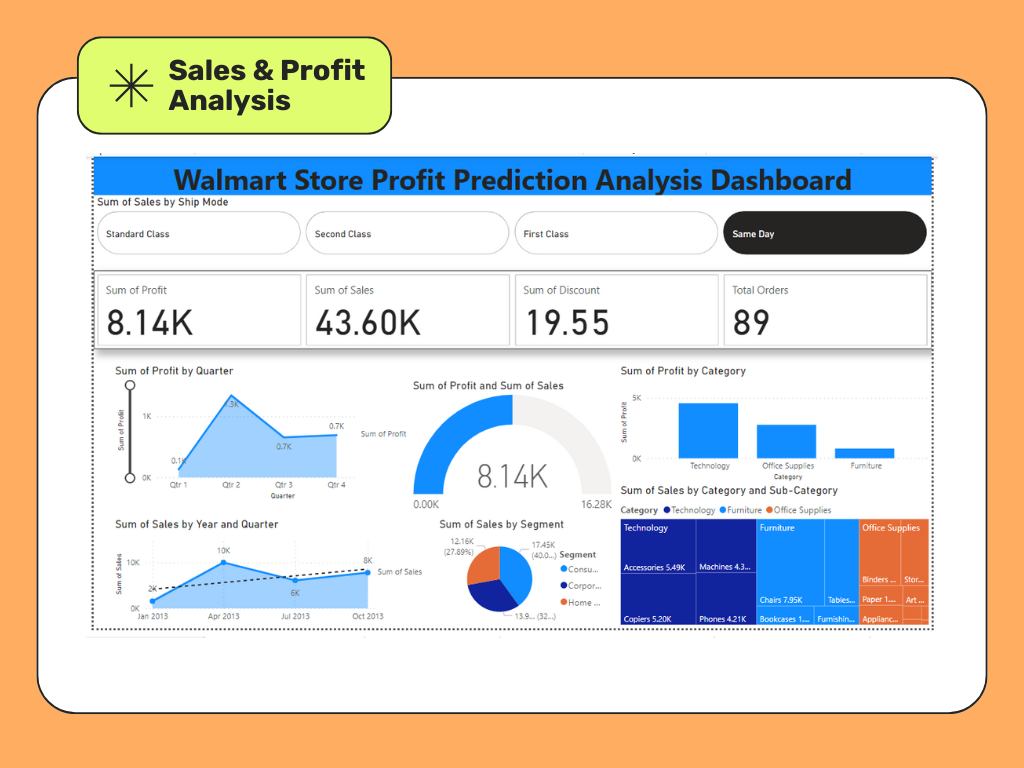 Sales & Profit
Analysis
Walmart Store Profit Prediction Analysis Dashboard
Sum of Sales by Ship Mode
Standard Class
Second Class
First Class
Same Day
Sum of Profit
8.14K
Sum of Sales
43.60K
Sum of Discount
19.55
Total Orders
89
Sum of Profit by Quarter
Sum of Profit
1K
0K
0.1K
.3K
0.7K
0.7K
Sum of Profit
Qtr 1
Qtr 2
Qtr 3
Qtr 4
Quarter
Sum of Profit and Sum of Sales
8.14K
0.00K
16.28K
Sum of Profit by Category
Sum of Profit
5K
0K
Technology
Office Supplies
Furniture
Category
Sum of Sales by Year and Quarter
Sum of Sales
10K
0K
2K
10K
6K
8K
Sum of Sales
Jan 2013
Apr 2013
Jul 2013
Oct 2013
Sum of Sales by Segment
12.16K
(27.89%)
17.45K
(40.0...)
13.9... (32...)
Segment
Consu...
Corpor...
Home ...
Sum of Sales by Category and Sub-Category
Category Technology Furniture Office Supplies
Technology
Accessories 5.49K
Machines 4.3...
Copiers 5.20K
Phones 4.21K
Furniture
Chairs 7.95K
Tables...
Bookcases 1....
Furnishin...
Office Supplies
Binders ...
Stor...
Paper 1....
Art ...
Applianc...